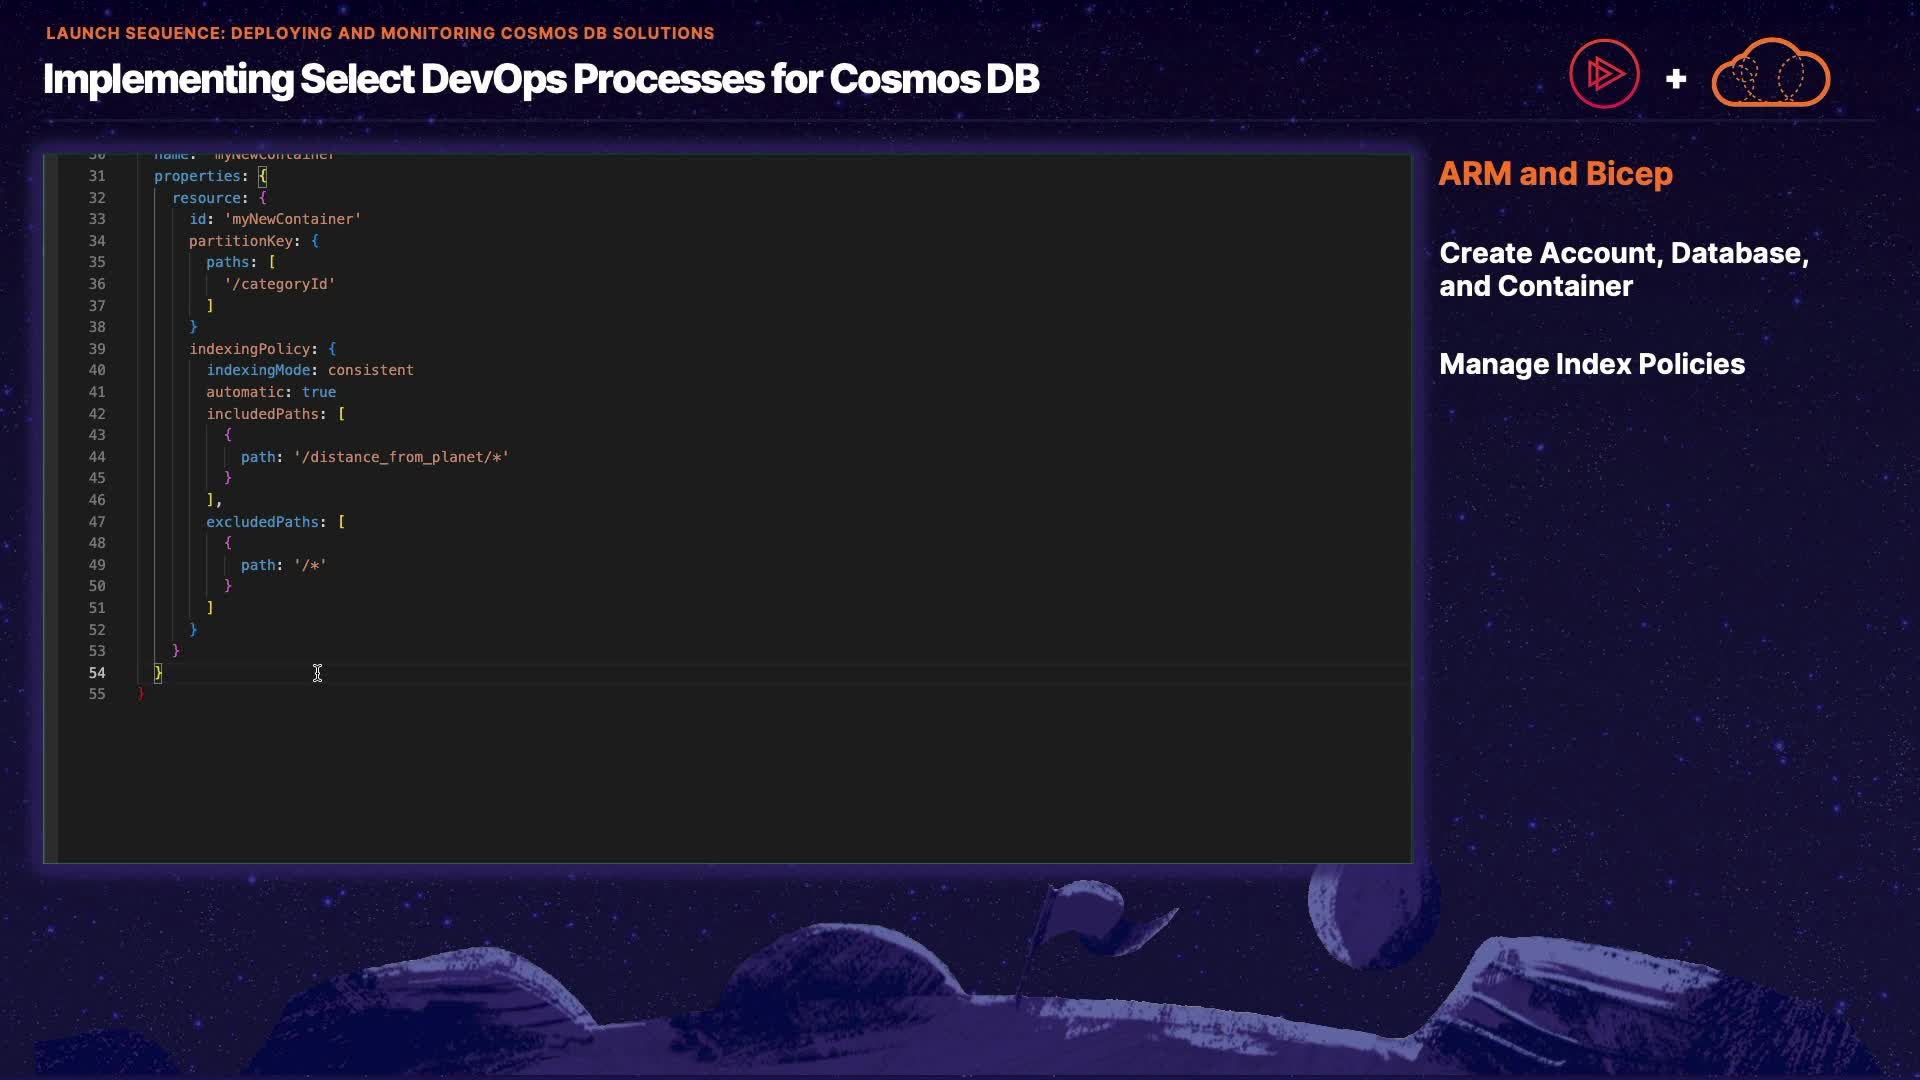 LAUNCH SEQUENCE: DEPLOYING AND MONITORING COSMOS DB SOLUTIONS
Implementing Select DevOps Processes for Cosmos DB
+
30 name: 'myNewContainer'
31 properties: {
32 resource: {
33 id: 'myNewContainer'
34 partitionKey: {
35 paths: [
36 '/categoryId'
37 ]
38 }
39 indexingPolicy: {
40 indexingMode: consistent
41 automatic: true
42 includedPaths: [
43 {
44 path: '/distance_from_planet/*'
45 }
46 ],
47 excludedPaths: [
48 {
49 path: '/*'
50 }
51 ]
52 }
53 }
54 }
55 }
ARM and Bicep
Create Account, Database,
and Container
Manage Index Policies